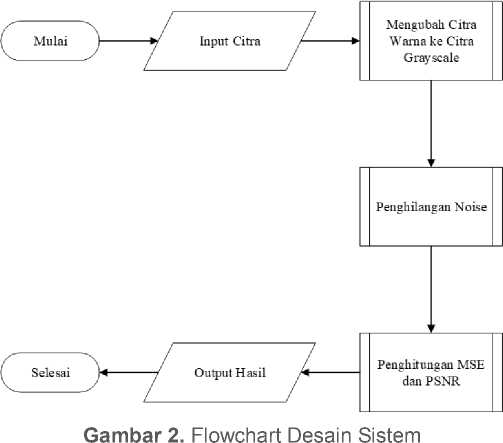 Mulai
Input Citra
Mengubah Citra
Warna ke Citra
Grayscale
Penghilangan Noise
Penghitungan MSE
dan PSNR
Output Hasil
Selesai
Gambar 2. Flowchart Desain Sistem